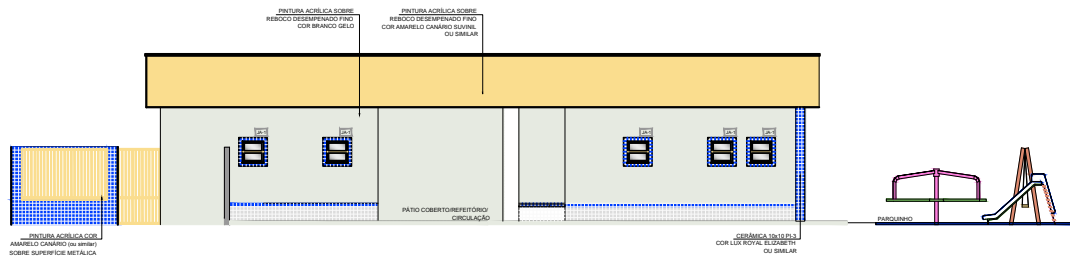 PINTURA ACRÍLICA SOBRE
REBOCO DESEMPENADO FINO
COR BRANCO GELO
PINTURA ACRÍLICA SOBRE
REBOCO DESEMPENADO FINO
COR AMARELO CANÁRIO SUVINIL
OU SIMILAR
JA-1
JA-1
JA-1
JA-1
JA-1
PÁTIO COBERTO/REFEITÓRIO/
CIRCULAÇÃO
PARQUINHO
PINTURA ACRÍLICA COR
AMARELO CANÁRIO (ou similar)
SOBRE SUPERFÍCIE METÁLICA
CERÂMICA 10x10 PI-3
COR LUX ROYAL ELIZABETH
OU SIMILAR